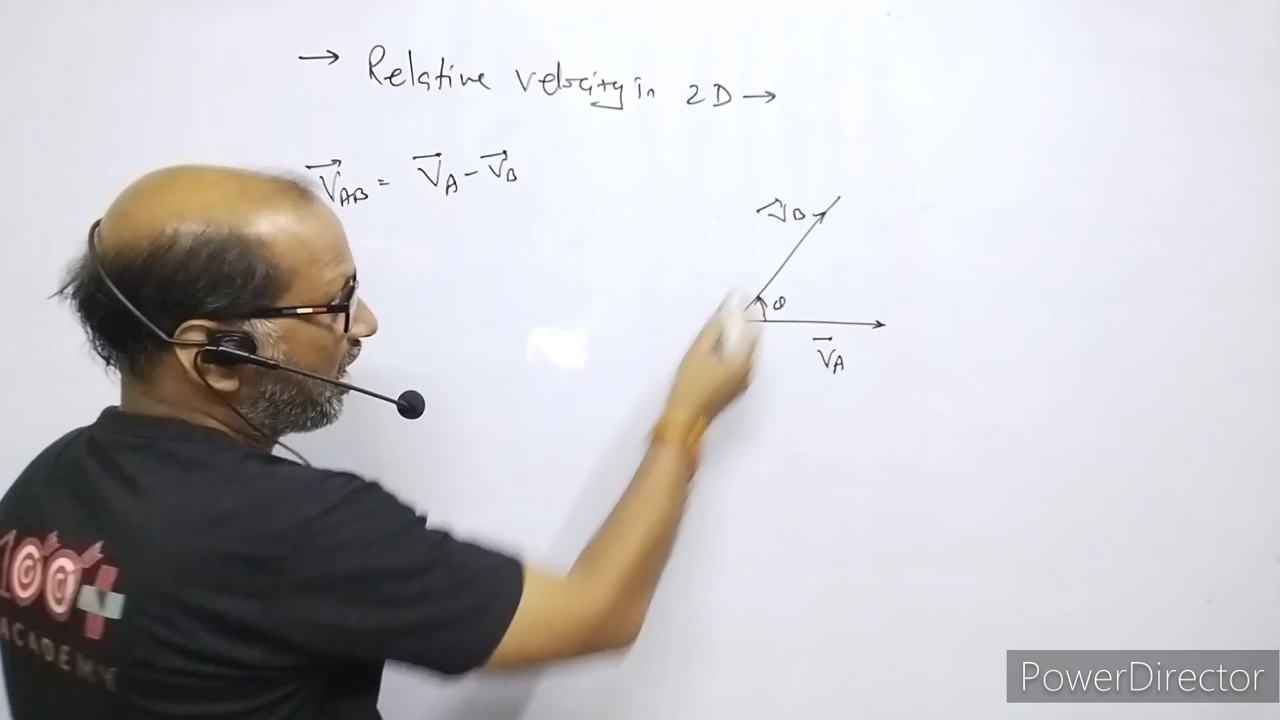 → Relative velocity in 2D →
V⃗AB = V⃗A - V⃗B
V⃗B
θ
V⃗A
100+
ACADEMY
PowerDirector